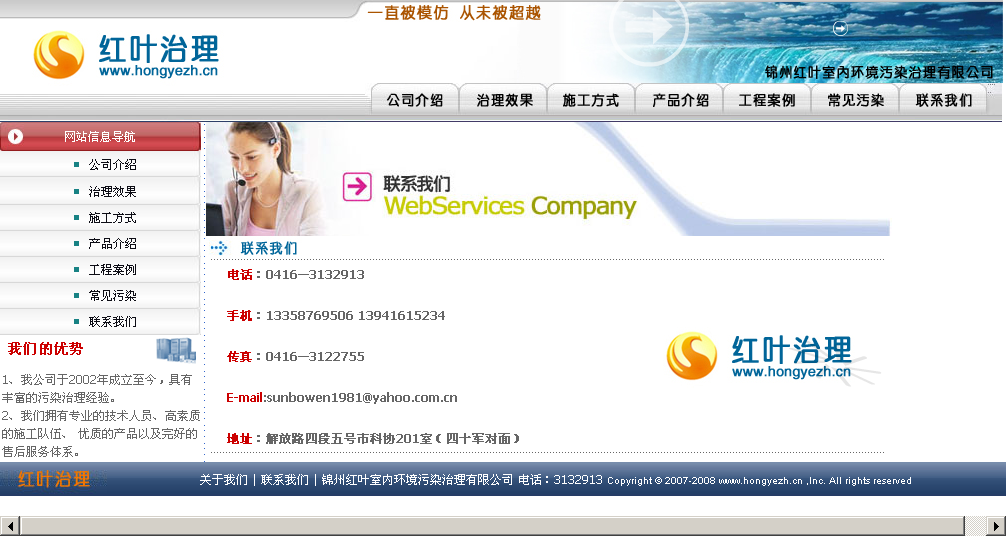 一直被模仿 从未被超越
红叶治理
www.hongyezh.cn
锦州红叶室内环境污染治理有限公司
公司介绍 治理效果 施工方式 产品介绍 工程案例 常见污染 联系我们
网站信息导航
公司介绍
治理效果
施工方式
产品介绍
工程案例
常见污染
联系我们
我们的优势
1、我公司于2002年成立至今，具有
丰富的污染治理经验。
2、我们拥有专业的技术人员、高素质
的施工队伍、 优质的产品以及完好的
售后服务体系。
联系我们
WebServices Company
联系我们
电话：0416—3132913
手机：13358769506 13941615234
传真：0416—3122755
E-mail:sunbowen1981@yahoo.com.cn
地址：解放路四段五号市科协201室（四十军对面）
红叶治理
www.hongyezh.cn
红叶治理
关于我们 | 联系我们 | 锦州红叶室内环境污染治理有限公司 电话：3132913 Copyright © 2007-2008 www.hongyezh.cn ,Inc. All rights reserved